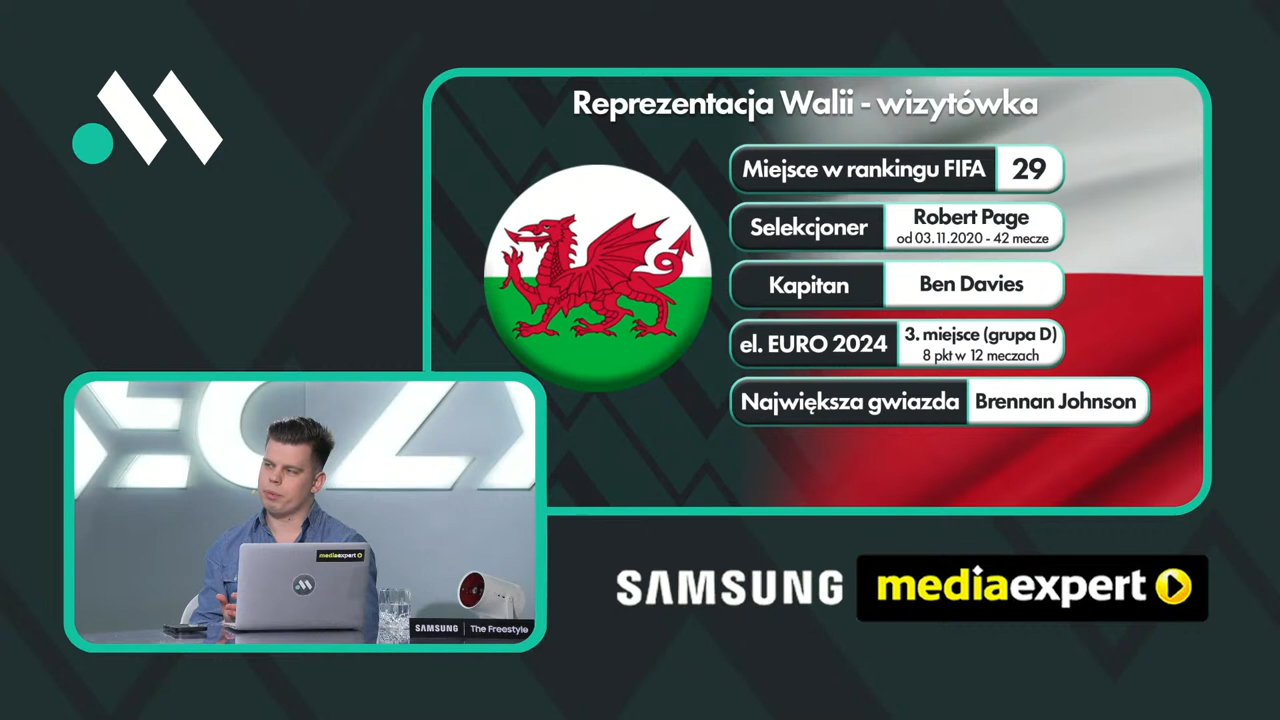 Reprezentacja Walii - wizytówka
Miejsce w rankingu FIFA 29
Selekcjoner Robert Page
od 03.11.2020 - 42 mecze
Kapitan Ben Davies
el. EURO 2024 3. miejsce (grupa D)
8 pkt w 12 meczach
Największa gwiazda Brennan Johnson
mediaexpert
SAMSUNG The Freestyle
SAMSUNG mediaexpert